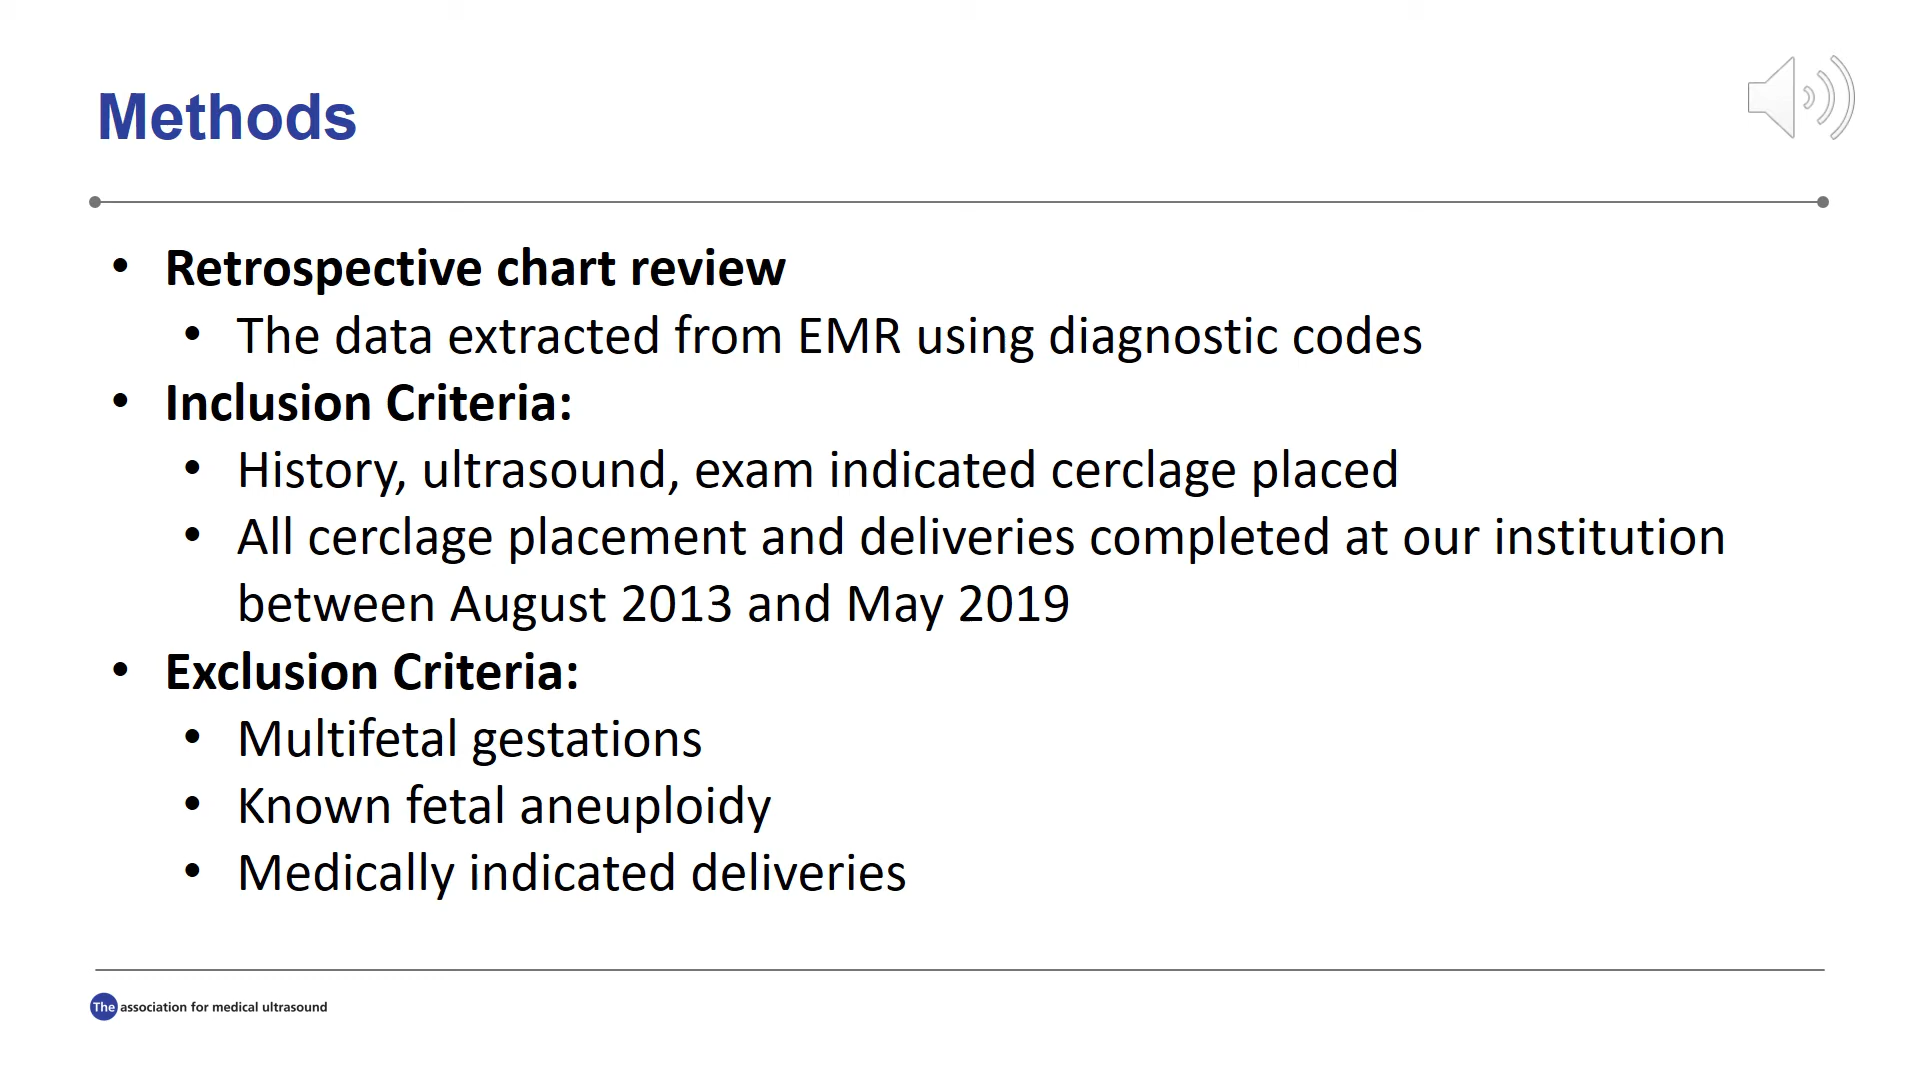 Methods
• Retrospective chart review
• The data extracted from EMR using diagnostic codes
• Inclusion Criteria:
• History, ultrasound, exam indicated cerclage placed
• All cerclage placement and deliveries completed at our institution
between August 2013 and May 2019
• Exclusion Criteria:
• Multifetal gestations
• Known fetal aneuploidy
• Medically indicated deliveries
The association for medical ultrasound